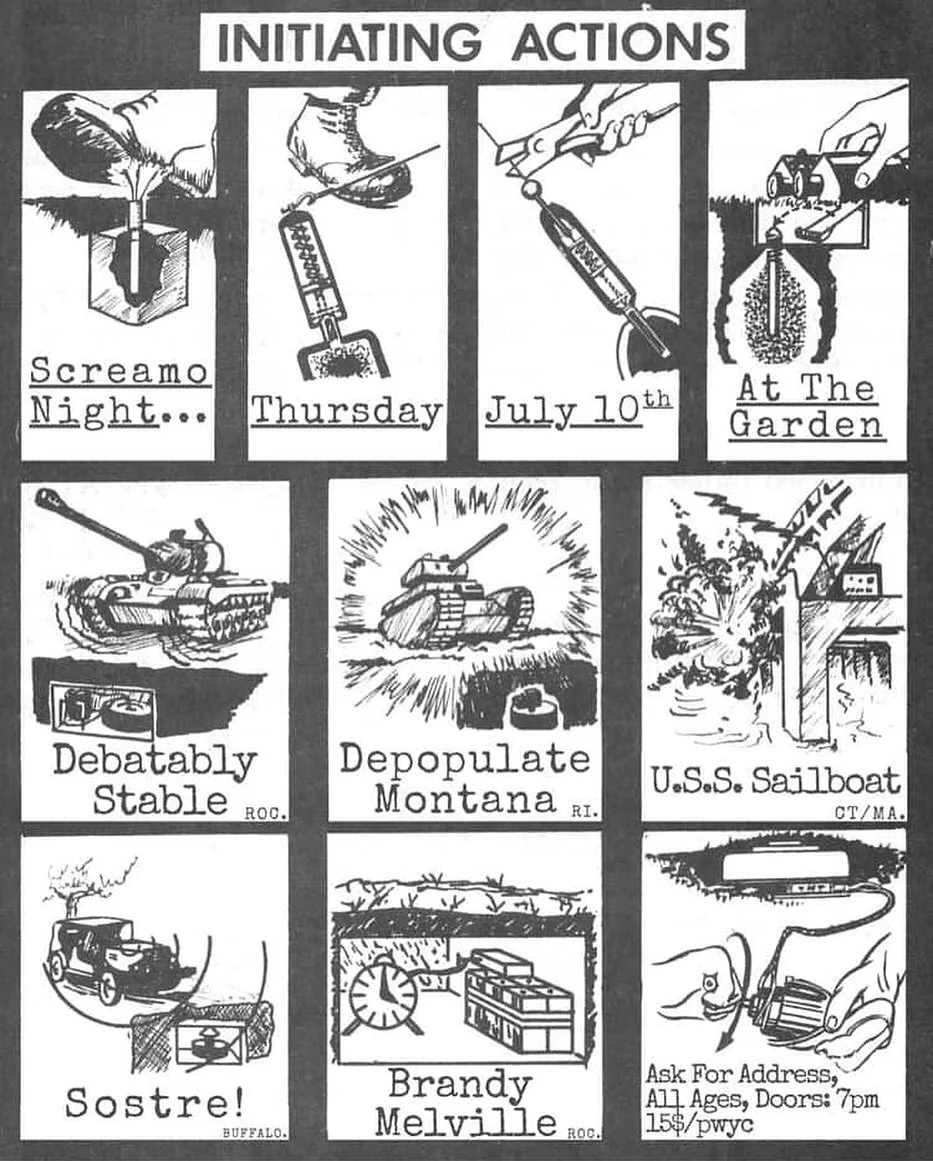 INITIATING ACTIONS
Screamo
Night...
Thursday
July 10th
At The
Garden
Debatably
Stable ROC.
Depopulate
Montana RI.
U.S.S. Sailboat
CT/MA.
TNT
Sostre!
BUFFALO.
Brandy
Melville ROC.
Ask For Address,
All Ages, Doors: 7pm
15$/pwyc